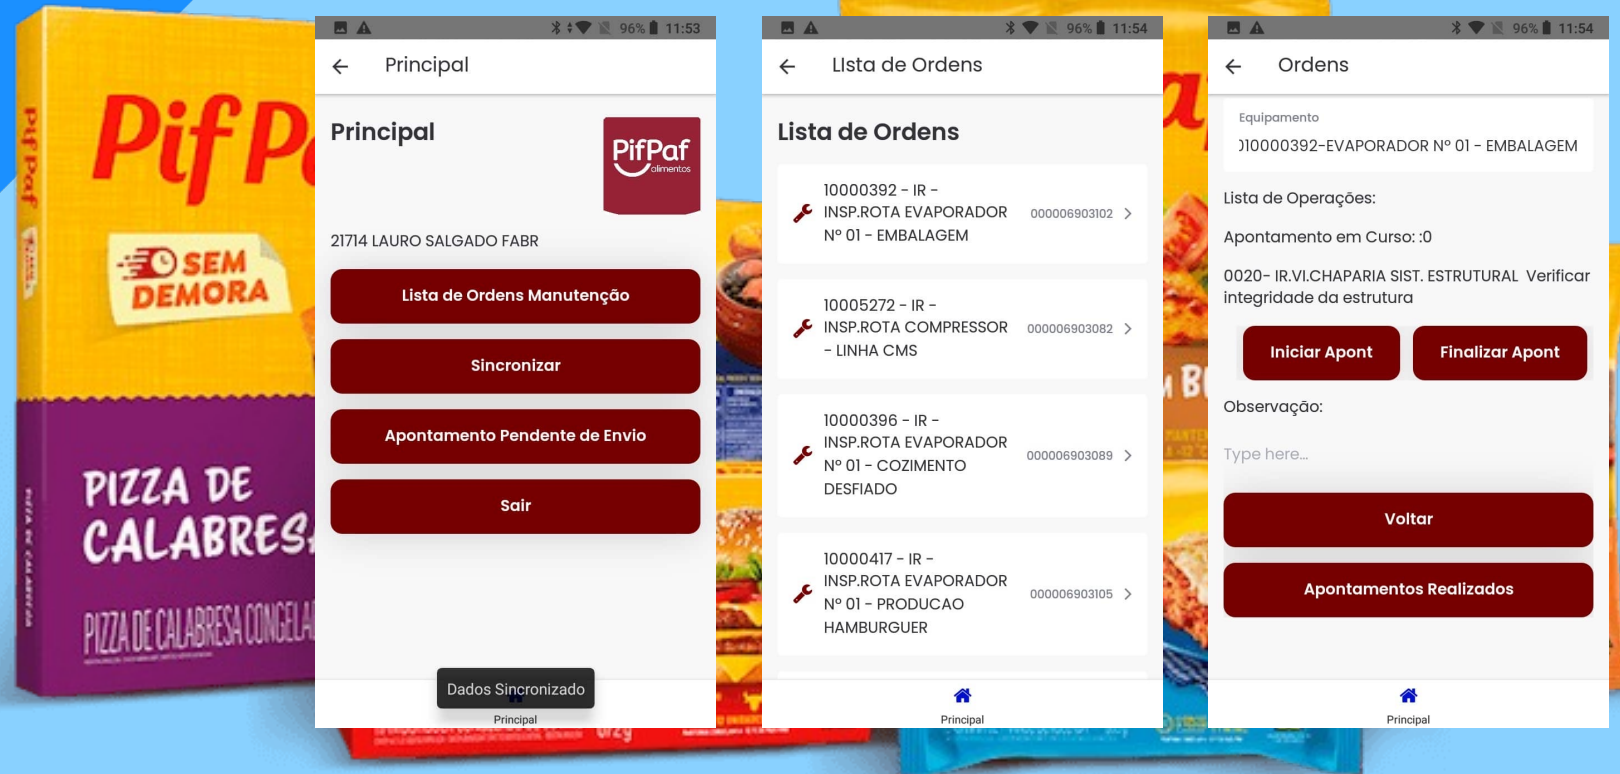 PifPaf
Pif P
SEM
DEMORA
PIZZA DE
CALABRES
PIZZA DE CALABRESA CONGELA
672g
96% 11:53
Principal
Principal
PifPaf
alimentos
21714 LAURO SALGADO FABR
Lista de Ordens Manutenção
Sincronizar
Apontamento Pendente de Envio
Sair
Dados Sincronizado
Principal
96% 11:54
LIsta de Ordens
Lista de Ordens
10000392 - IR -
INSP.ROTA EVAPORADOR 000006903102
Nº 01 - EMBALAGEM
10005272 - IR -
INSP.ROTA COMPRESSOR 000006903082
- LINHA CMS
10000396 - IR -
INSP.ROTA EVAPORADOR
Nº 01 - COZIMENTO 000006903089
DESFIADO
10000417 - IR -
INSP.ROTA EVAPORADOR
Nº 01 - PRODUCAO 000006903105
HAMBURGUER
Principal
96% 11:54
Ordens
Equipamento
010000392-EVAPORADOR Nº 01 - EMBALAGEM
Lista de Operações:
Apontamento em Curso: :0
0020- IR.VI.CHAPARIA SIST. ESTRUTURAL Verificar
integridade da estrutura
Iniciar Apont Finalizar Apont
Observação:
Type here...
Voltar
Apontamentos Realizados
Principal